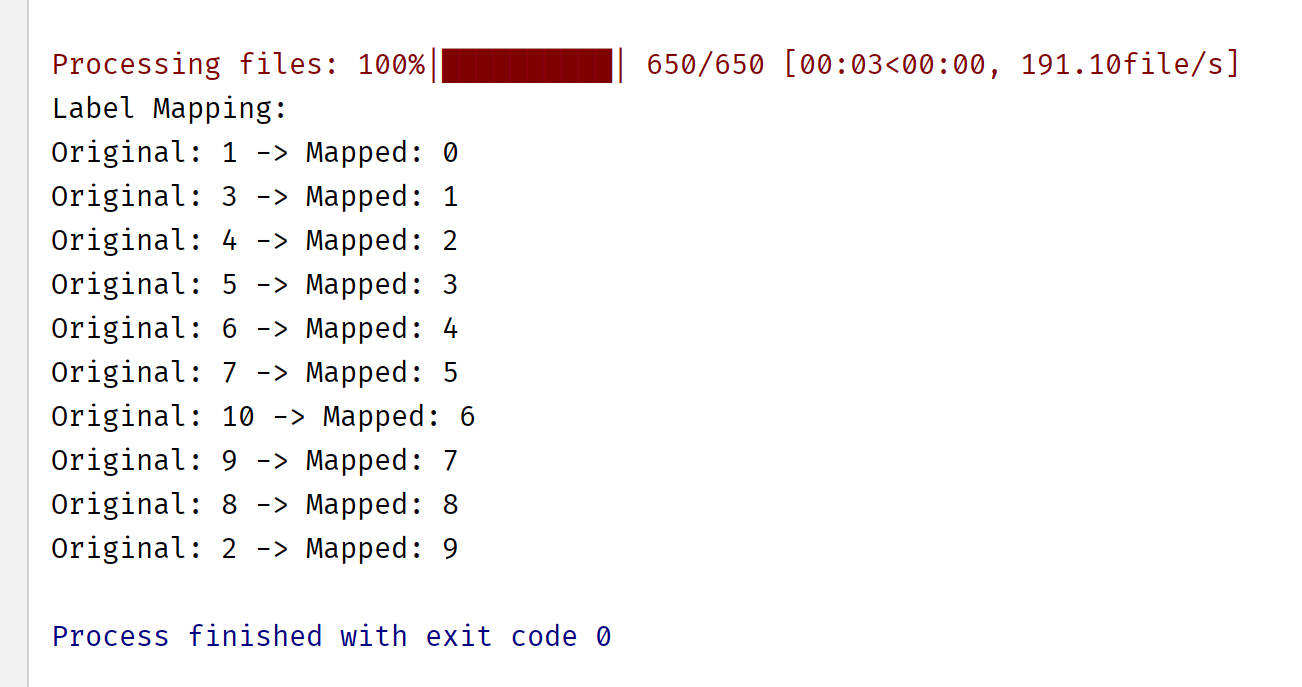 Processing files: 100%|██████████| 650/650 [00:03<00:00, 191.10file/s]
Label Mapping:
Original: 1 -> Mapped: 0
Original: 3 -> Mapped: 1
Original: 4 -> Mapped: 2
Original: 5 -> Mapped: 3
Original: 6 -> Mapped: 4
Original: 7 -> Mapped: 5
Original: 10 -> Mapped: 6
Original: 9 -> Mapped: 7
Original: 8 -> Mapped: 8
Original: 2 -> Mapped: 9
Process finished with exit code 0